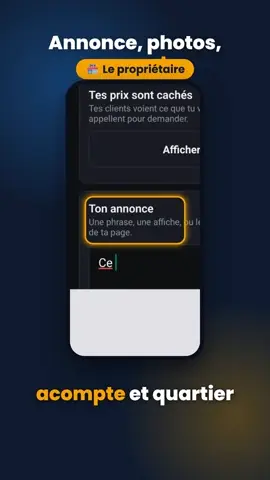 Annonce, photos,
Le propriétaire
Tes prix sont cachés
Tes clients voient ce que tu v
appellent pour demander.
Afficher
Ton annonce
Une phrase, une affiche, ou le
de ta page.
Ce
acompte et quartier